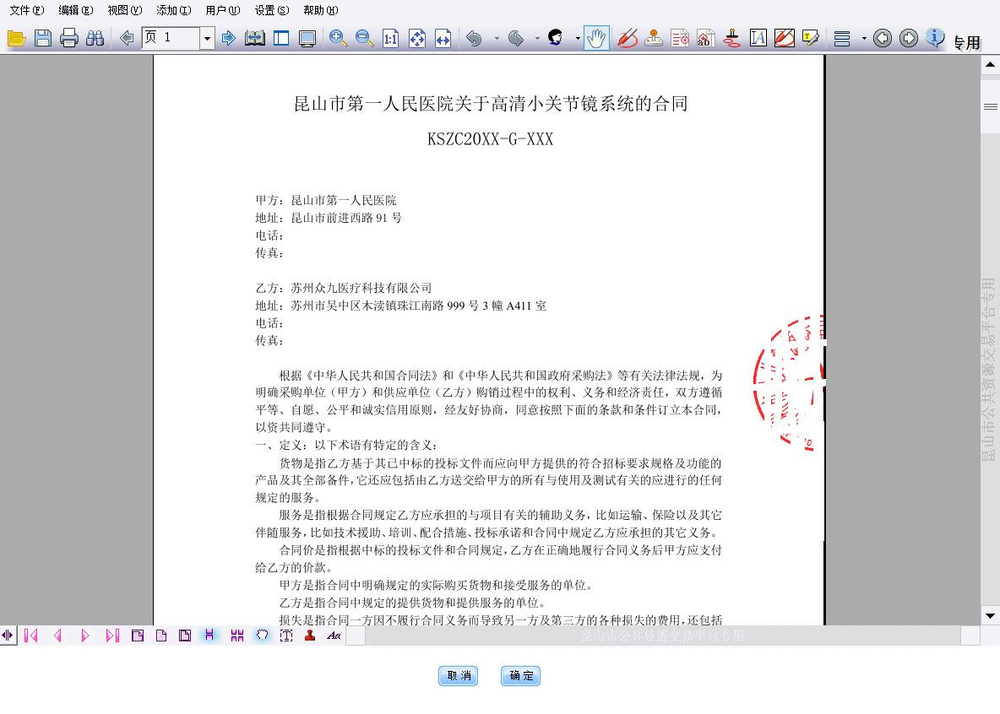 文件(F) 编辑(E) 视图(V) 添加(I) 用户(U) 设置(S) 帮助(H)
页 1 1:1 专用
昆山市第一人民医院关于高清小关节镜系统的合同
KSZC20XX-G-XXX
甲方：昆山市第一人民医院
地址：昆山市前进西路 91 号
电话：
传真：
乙方：苏州众九医疗科技有限公司
地址：苏州市吴中区木渎镇珠江南路 999 号 3 幢 A411 室
电话：
传真：
根据《中华人民共和国合同法》和《中华人民共和国政府采购法》等有关法律法规，为
明确采购单位（甲方）和供应单位（乙方）购销过程中的权利、义务和经济责任，双方遵循
平等、自愿、公平和诚实信用原则，经友好协商，同意按照下面的条款和条件订立本合同，
以资共同遵守。
一、定义：以下术语有特定的含义：
货物是指乙方基于其已中标的投标文件而应向甲方提供的符合招标要求规格及功能的
产品及其全部备件，它还应包括由乙方送交给甲方的所有与使用及测试有关的应进行的任何
规定的服务。
服务是指根据合同规定乙方应承担的与项目有关的辅助义务，比如运输、保险以及其它
伴随服务，比如技术援助、培训、配合措施、投标承诺和合同中规定乙方应承担的其它义务。
合同价是指根据中标的投标文件和合同规定，乙方在正确地履行合同义务后甲方应支付
给乙方的价款。
甲方是指合同中明确规定的实际购买货物和接受服务的单位。
乙方是指合同中规定的提供货物和提供服务的单位。
损失是指合同一方因不履行合同义务而导致另一方及第三方的各种损失的费用，还包括
昆山市公共资源交易平台专用
昆山市公共资源交易平台专用
取消 确定